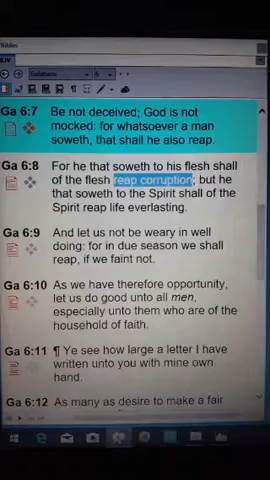 Bibles
KJV
Galatians 6
Ga 6:7 Be not deceived; God is not
mocked: for whatsoever a man
soweth, that shall he also reap.
Ga 6:8 For he that soweth to his flesh shall
of the flesh reap corruption; but he
that soweth to the Spirit shall of the
Spirit reap life everlasting.
Ga 6:9 And let us not be weary in well
doing: for in due season we shall
reap, if we faint not.
Ga 6:10 As we have therefore opportunity,
let us do good unto all men,
especially unto them who are of the
household of faith.
Ga 6:11 ¶ Ye see how large a letter I have
written unto you with mine own
hand.
Ga 6:12 As many as desire to make a fair